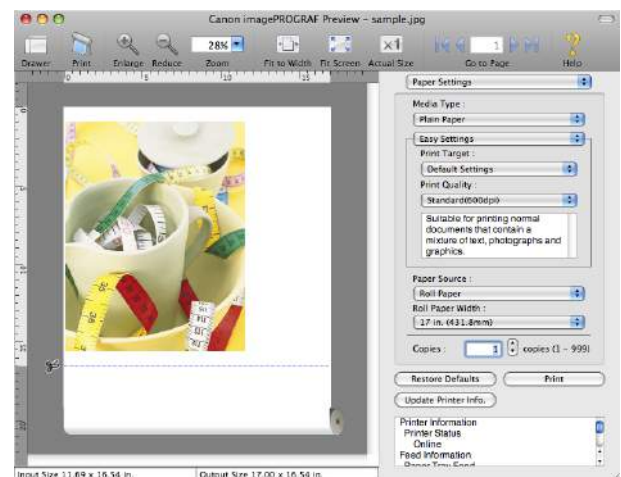 Canon imagePROGRAF Preview – sample.jpg
Drawer Print Enlarge Reduce Zoom Fit to Width Fit Screen Actual Size Go to Page Help
28%
x1
1
Paper Settings
Media Type :
Plain Paper
Easy Settings
Print Target :
Default Settings
Print Quality :
Standard(600dpi)
Suitable for printing normal
documents that contain a
mixture of text, photographs and
graphics.
Paper Source :
Roll Paper
Roll Paper Width :
17 in. (431.8mm)
Copies : 1 copies (1 – 999)
Restore Defaults Print
Update Printer Info.
Printer Information
Printer Status
Online
Feed Information
Paper Tray Feed
Input Size 11.69 x 16.54 in. Output Size 17.00 x 16.54 in.